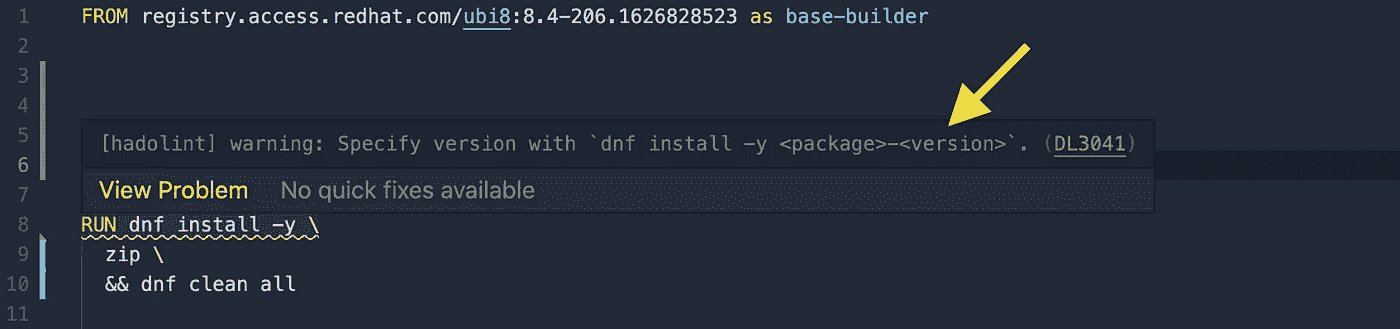 1 FROM registry.access.redhat.com/ubi8:8.4-206.1626828523 as base-builder
2
3
4
5 [hadolint] warning: Specify version with `dnf install -y <package>-<version>`. (DL3041)
6
7 View Problem No quick fixes available
8 RUN dnf install -y \
9 zip \
10 && dnf clean all
11